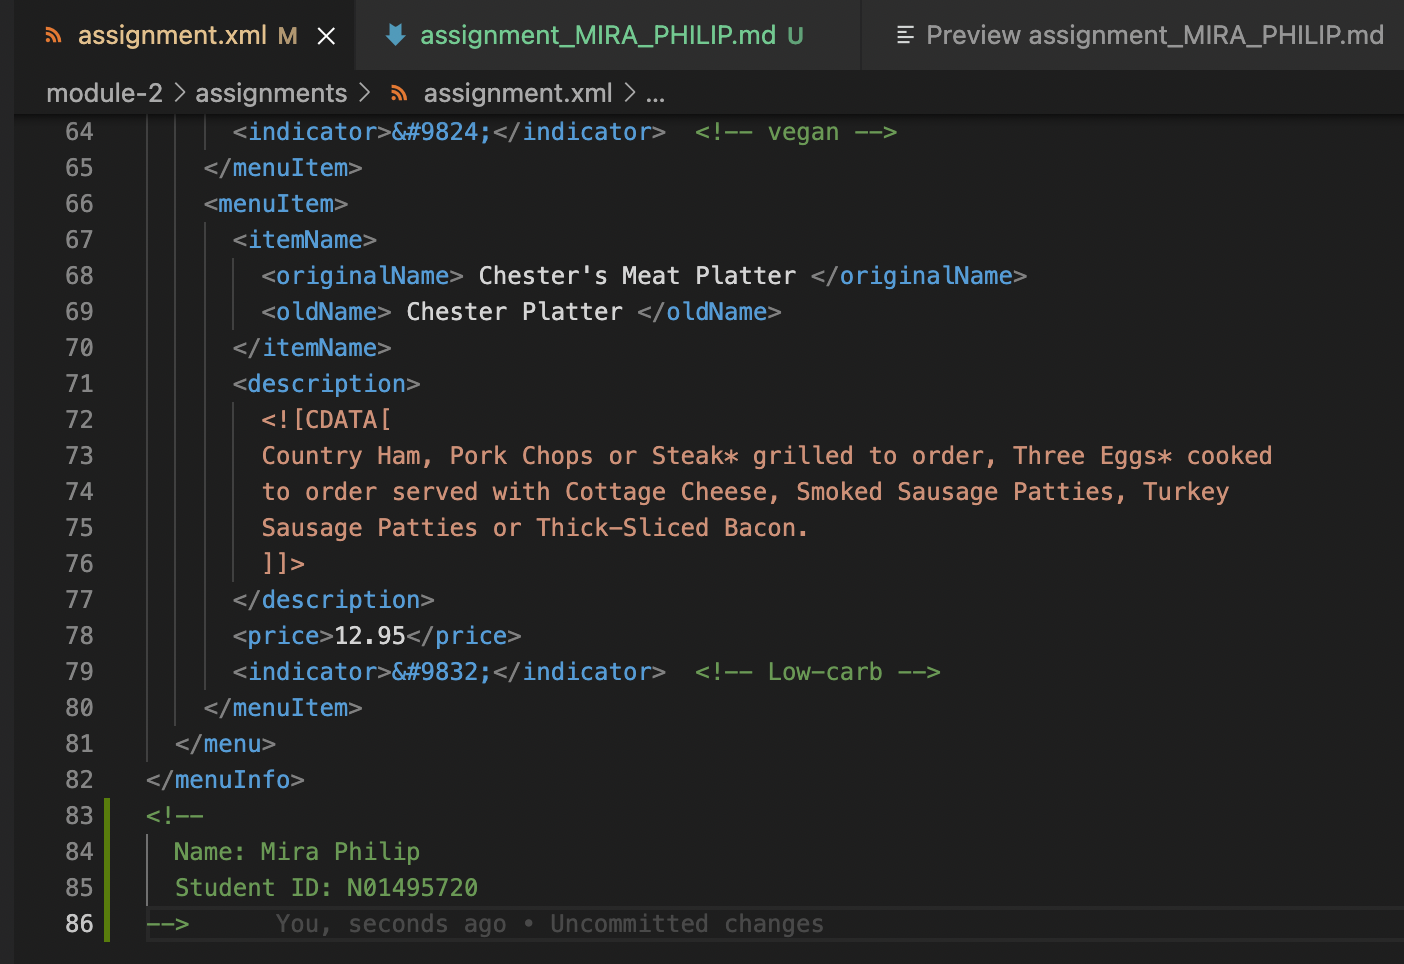 assignment.xml M × assignment_MIRA_PHILIP.md U Preview assignment_MIRA_PHILIP.md
module-2 > assignments > assignment.xml > ...
64 <indicator>&#9824;</indicator> <!-- vegan -->
65 </menuItem>
66 <menuItem>
67 <itemName>
68 <originalName> Chester's Meat Platter </originalName>
69 <oldName> Chester Platter </oldName>
70 </itemName>
71 <description>
72 <![CDATA[
73 Country Ham, Pork Chops or Steak* grilled to order, Three Eggs* cooked
74 to order served with Cottage Cheese, Smoked Sausage Patties, Turkey
75 Sausage Patties or Thick-Sliced Bacon.
76 ]]>
77 </description>
78 <price>12.95</price>
79 <indicator>&#9832;</indicator> <!-- Low-carb -->
80 </menuItem>
81 </menu>
82 </menuInfo>
83 <!--
84 Name: Mira Philip
85 Student ID: N01495720
86 --> You, seconds ago • Uncommitted changes